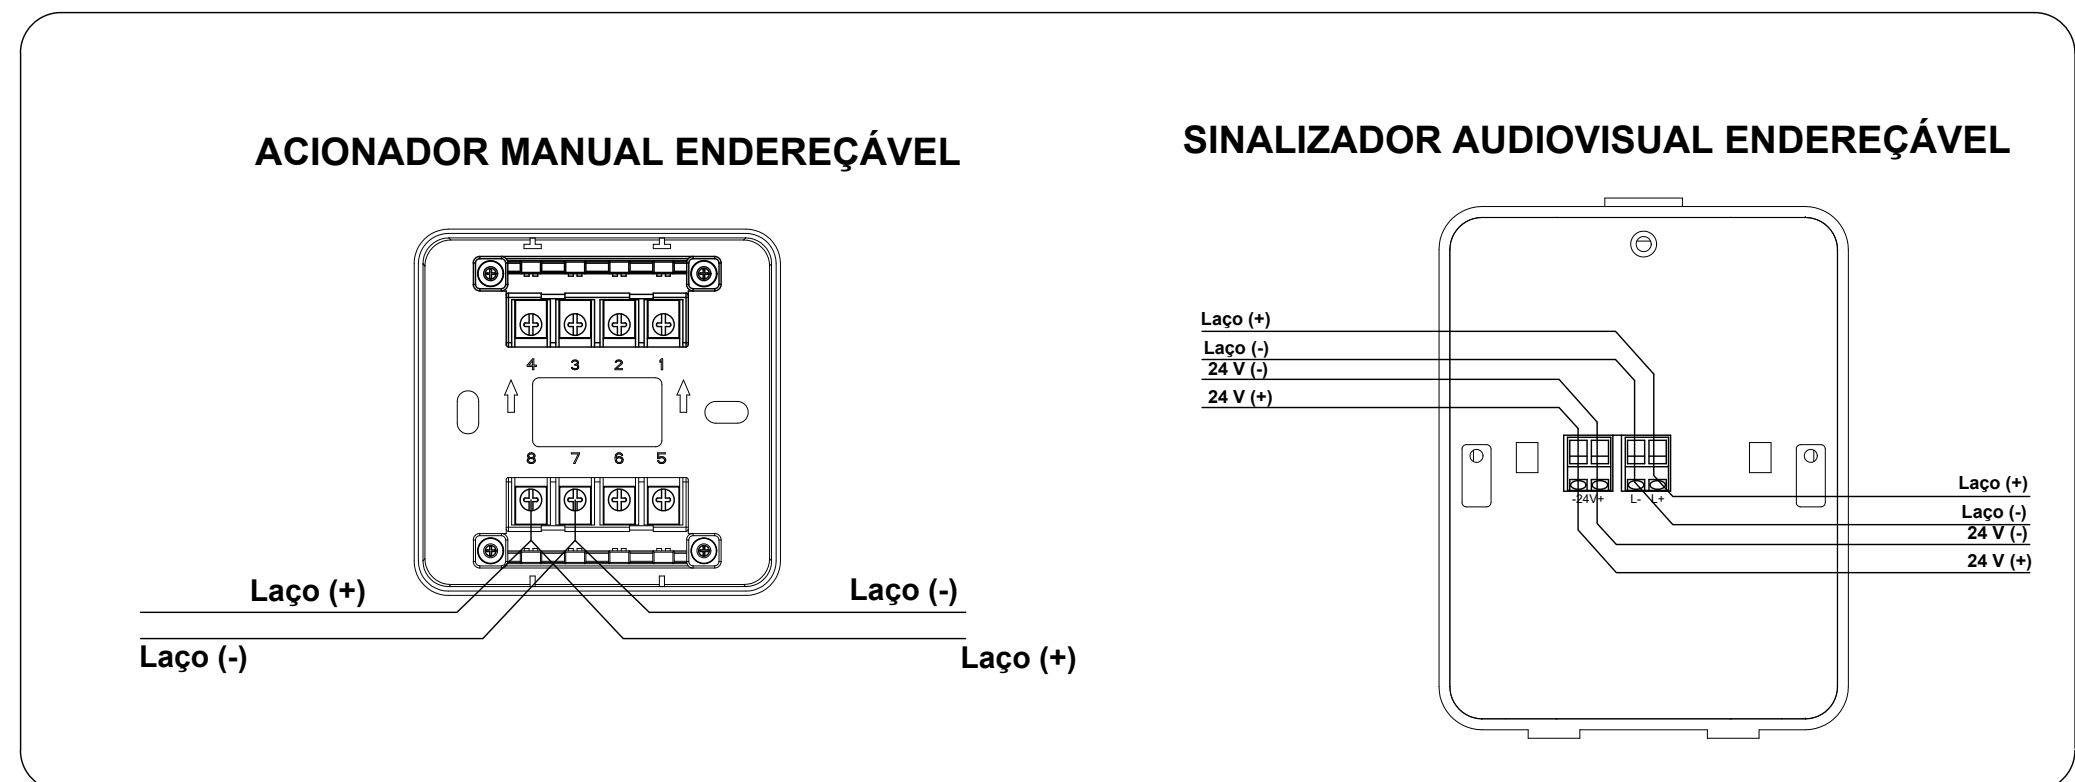 ACIONADOR MANUAL ENDEREÇÁVEL
4 3 2 1
8 7 6 5
Laço (+)
Laço (-)
Laço (-)
Laço (+)
SINALIZADOR AUDIOVISUAL ENDEREÇÁVEL
Laço (+)
Laço (-)
24 V (-)
24 V (+)
-24V+ L- L+
Laço (+)
Laço (-)
24 V (-)
24 V (+)